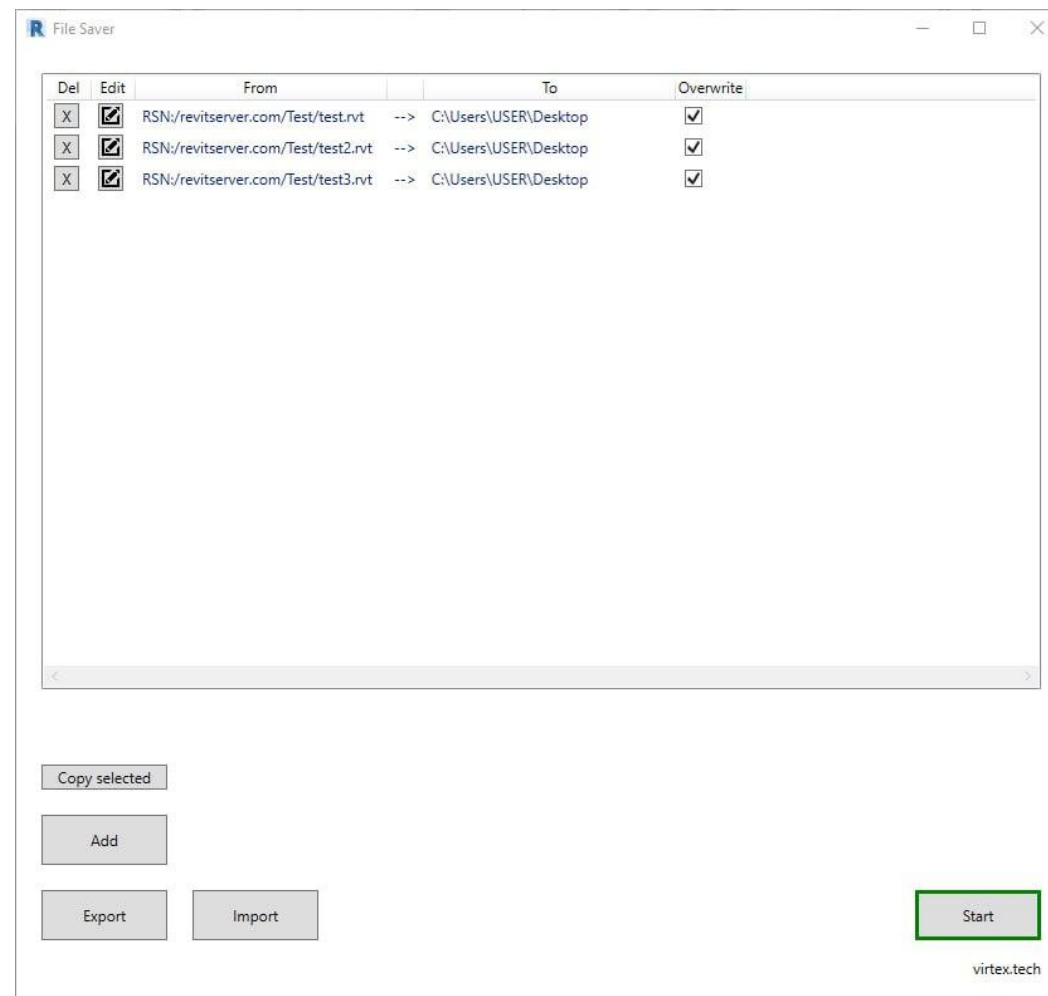 File Saver
Del Edit From To Overwrite
X RSN:/revitserver.com/Test/test.rvt --> C:\Users\USER\Desktop
X RSN:/revitserver.com/Test/test2.rvt --> C:\Users\USER\Desktop
X RSN:/revitserver.com/Test/test3.rvt --> C:\Users\USER\Desktop
Copy selected
Add
Export Import Start
virtex.tech